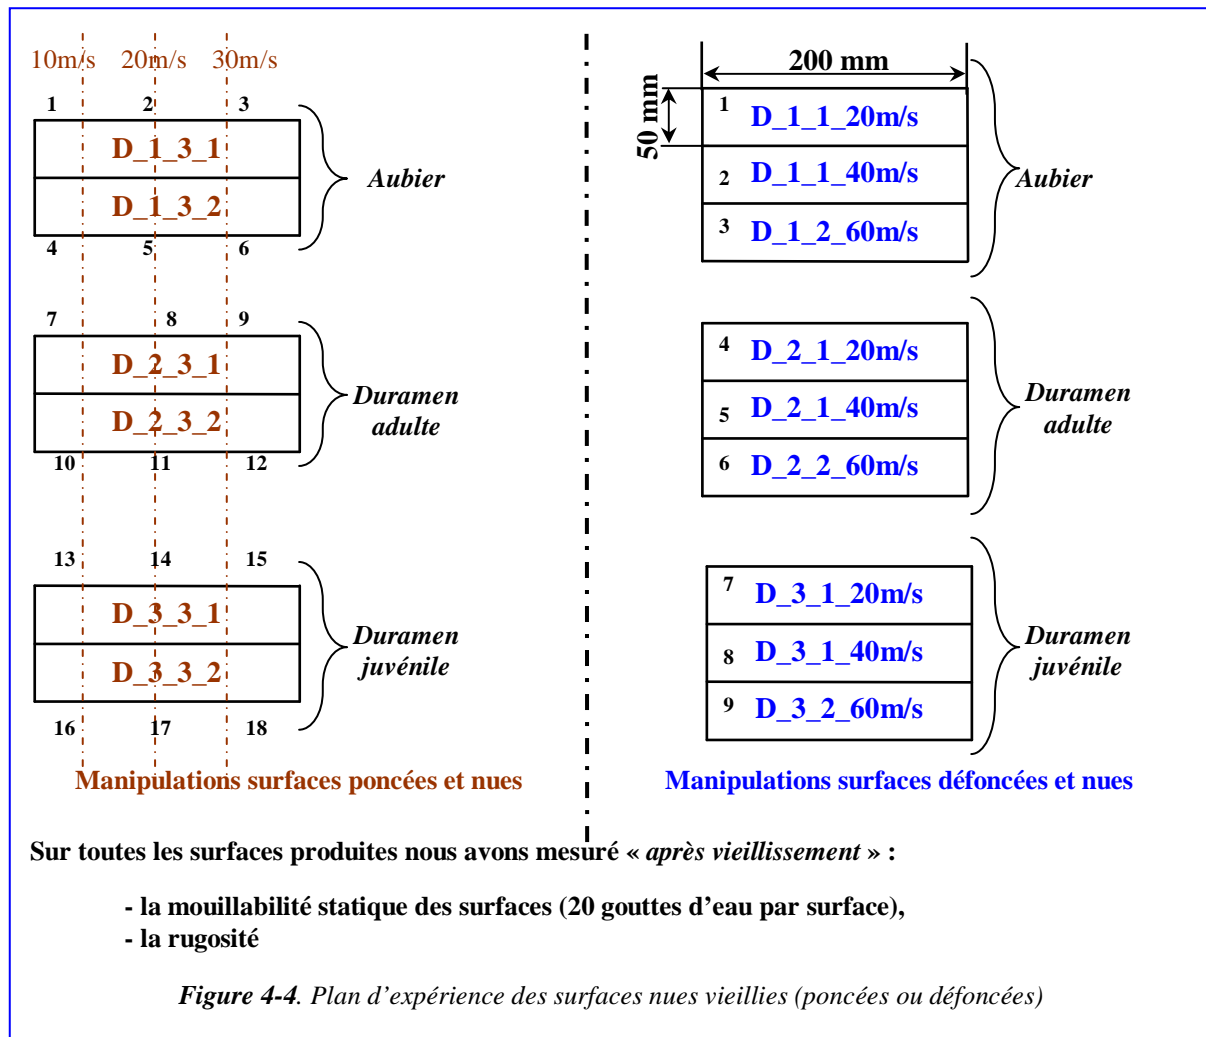 10m/s 20m/s 30m/s
1 2 3
D_1_3_1
D_1_3_2
4 5 6
Aubier
7 8 9
D_2_3_1
D_2_3_2
10 11 12
Duramen
adulte
13 14 15
D_3_3_1
D_3_3_2
16 17 18
Duramen
juvénile
Manipulations surfaces poncées et nues
200 mm
50 mm
1 D_1_1_20m/s
2 D_1_1_40m/s
3 D_1_2_60m/s
Aubier
4 D_2_1_20m/s
5 D_2_1_40m/s
6 D_2_2_60m/s
Duramen
adulte
7 D_3_1_20m/s
8 D_3_1_40m/s
9 D_3_2_60m/s
Duramen
juvénile
Manipulations surfaces défoncées et nues
Sur toutes les surfaces produites nous avons mesuré « après vieillissement » :
- la mouillabilité statique des surfaces (20 gouttes d'eau par surface),
- la rugosité
Figure 4-4. Plan d'expérience des surfaces nues vieillies (poncées ou défoncées)